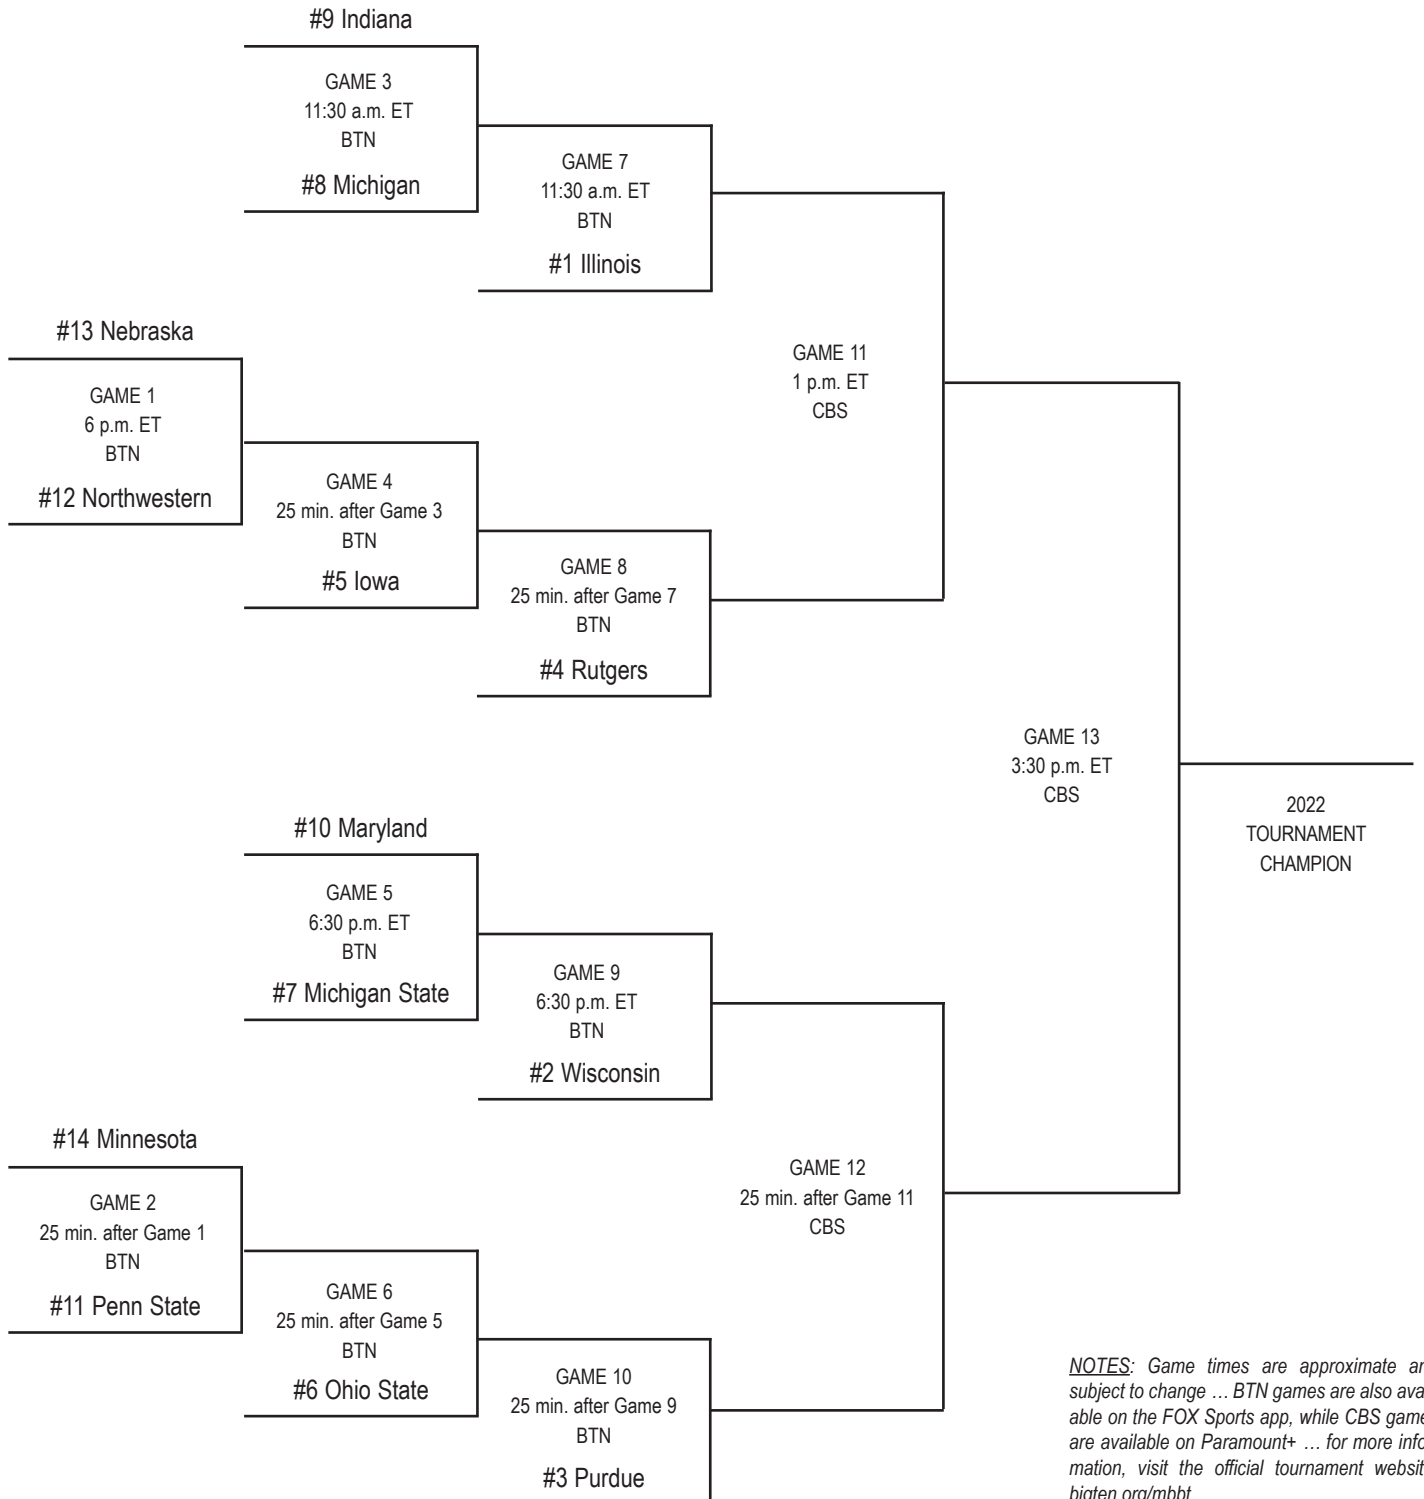 #9 Indiana
GAME 3
11:30 a.m. ET
BTN
#8 Michigan
GAME 7
11:30 a.m. ET
BTN
#1 Illinois
#13 Nebraska
GAME 1
6 p.m. ET
BTN
#12 Northwestern
GAME 4
25 min. after Game 3
BTN
#5 Iowa
GAME 8
25 min. after Game 7
BTN
#4 Rutgers
GAME 11
1 p.m. ET
CBS
GAME 13
3:30 p.m. ET
CBS
2022
TOURNAMENT
CHAMPION
#10 Maryland
GAME 5
6:30 p.m. ET
BTN
#7 Michigan State
GAME 9
6:30 p.m. ET
BTN
#2 Wisconsin
#14 Minnesota
GAME 2
25 min. after Game 1
BTN
#11 Penn State
GAME 6
25 min. after Game 5
BTN
#6 Ohio State
GAME 10
25 min. after Game 9
BTN
#3 Purdue
GAME 12
25 min. after Game 11
CBS
NOTES: Game times are approximate an
subject to change … BTN games are also ava
able on the FOX Sports app, while CBS game
are available on Paramount+ … for more info
mation, visit the official tournament websit
bigten.org/mbbt